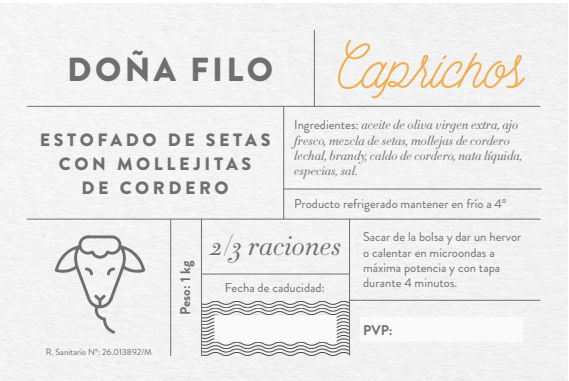 DOÑA FILO
Caprichos
ESTOFADO DE SETAS
CON MOLLEJITAS
DE CORDERO
Ingredientes: aceite de oliva virgen extra, ajo
fresco, mezcla de setas, mollejas de cordero
lechal, brandy, caldo de cordero, nata líquida,
especias, sal.
Producto refrigerado mantener en frío a 4º
R. Sanitario Nº: 26.013892/M
Peso: 1 kg
2/3 raciones
Fecha de caducidad:
Sacar de la bolsa y dar un hervor
o calentar en microondas a
máxima potencia y con tapa
durante 4 minutos.
PVP: